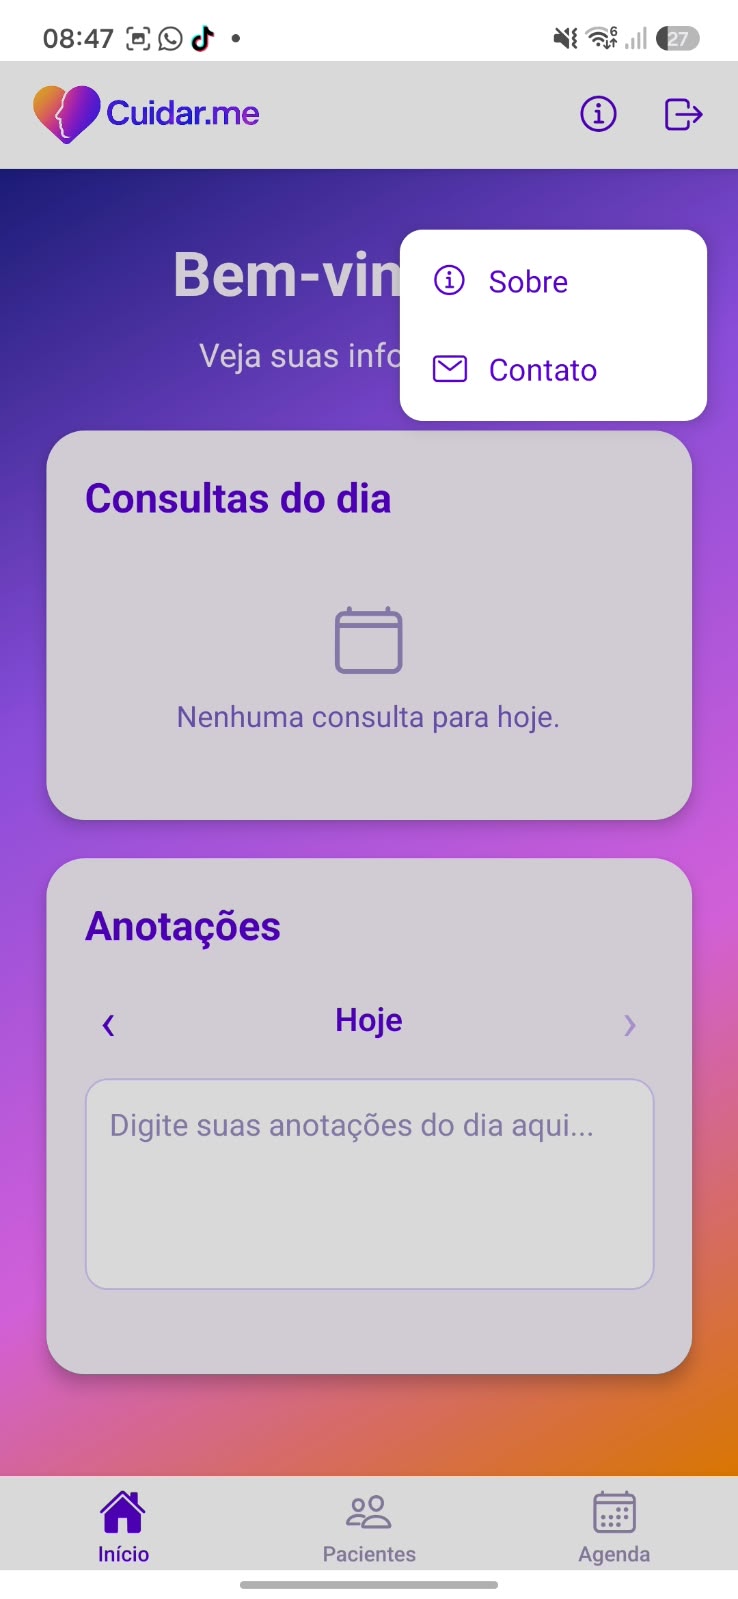 08:47
6
27
Cuidar.me
Bem-vin
Veja suas info
Sobre
Contato
Consultas do dia
Nenhuma consulta para hoje.
Anotações
‹ Hoje ›
Digite suas anotações do dia aqui...
Início Pacientes Agenda